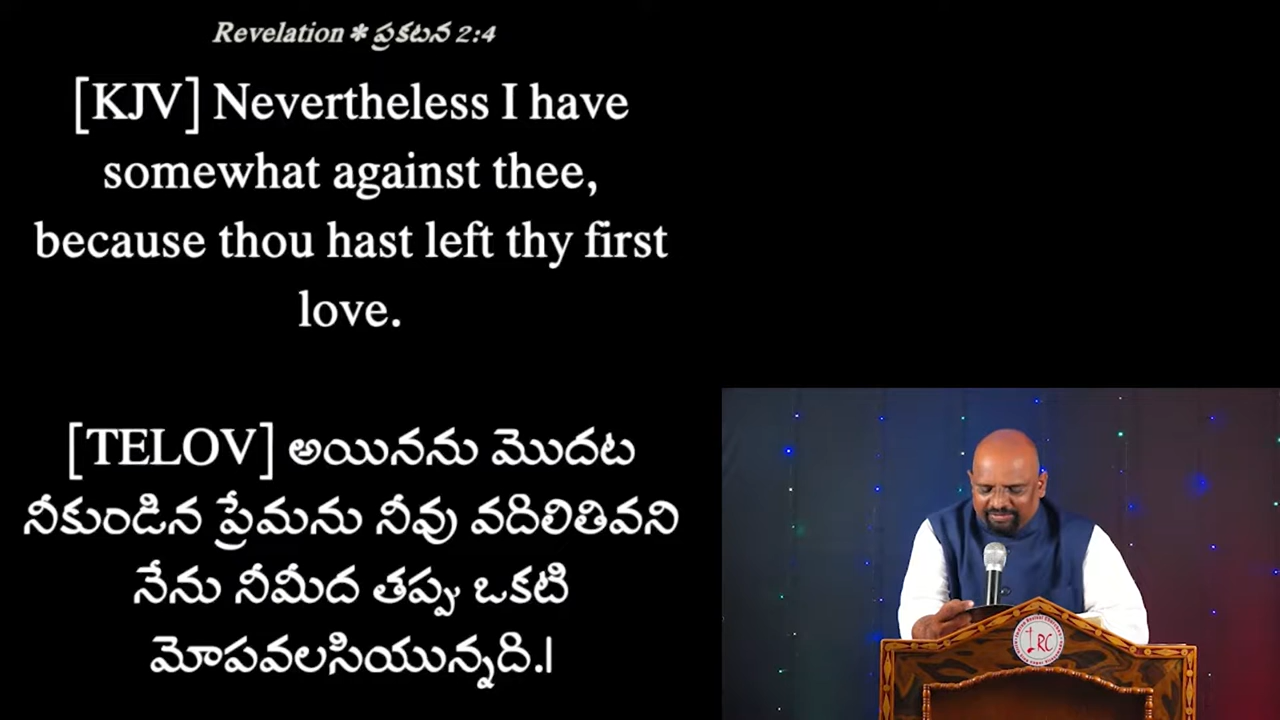 Revelation * ప్రకటన 2:4
[KJV] Nevertheless I have
somewhat against thee,
because thou hast left thy first
love.
[TELOV] అయినను మొదట
నీకుండిన ప్రేమను నీవు వదిలితివని
నేను నీమీద తప్పు ఒకటి
మోపవలసియున్నది.|
IRC